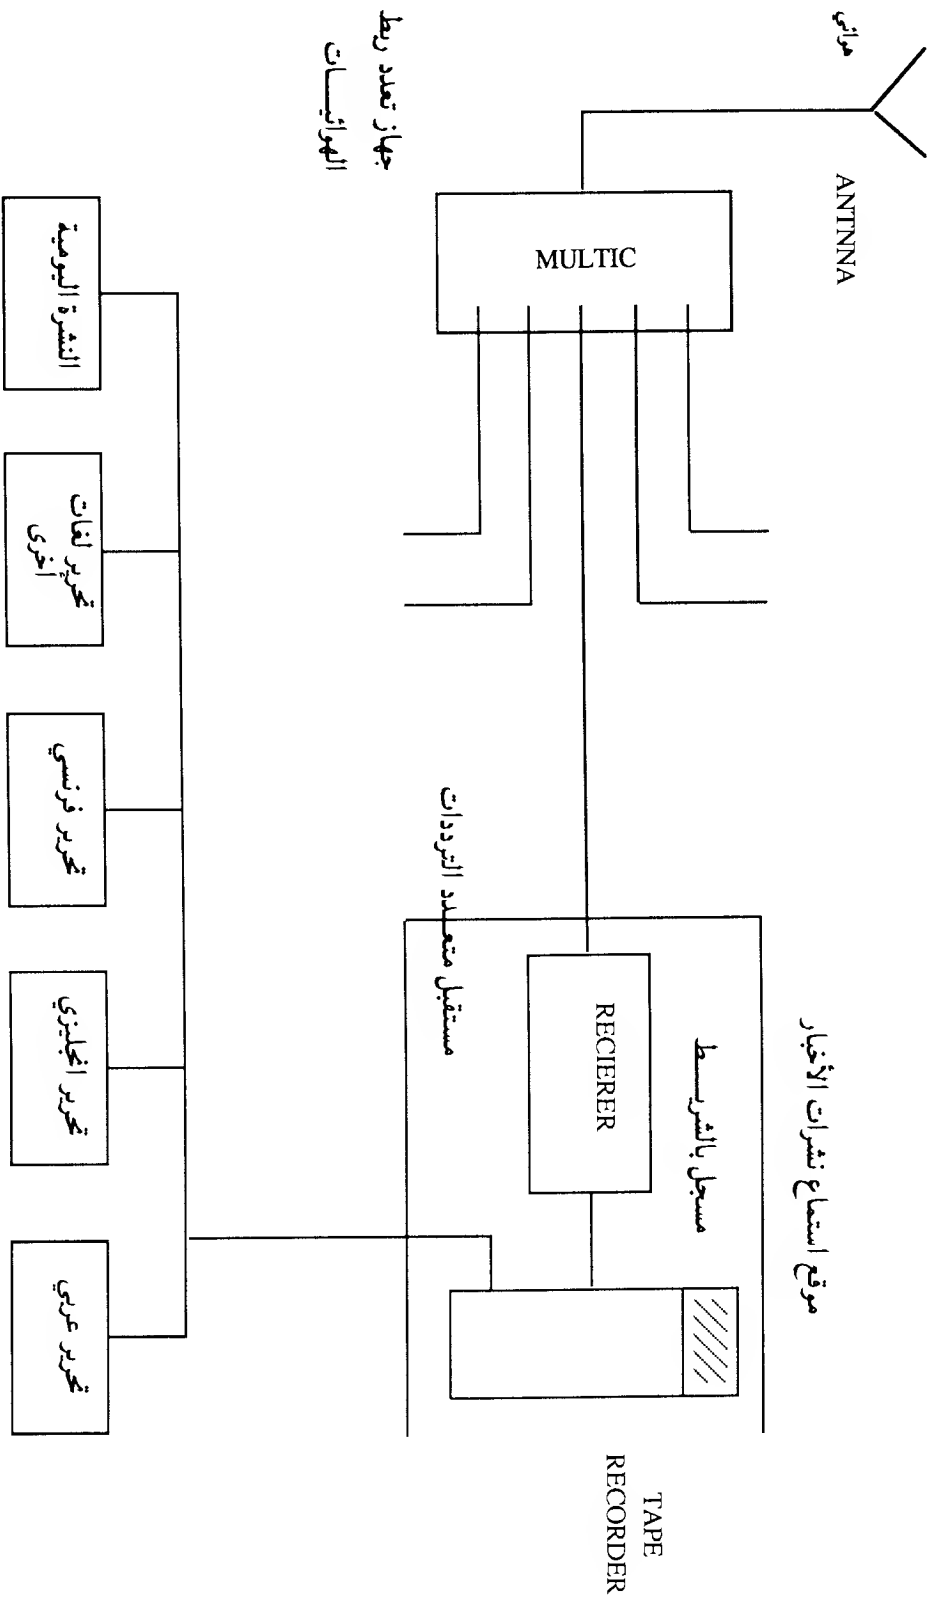 هوائي
ANTNNA
جهاز تعدد ربط
الهوائيات
MULTIC
موقع استماع نشرات الأخبار
مسجل بالشريط
RECIERER
مستقبل متعدد الترددات
TAPE
RECORDER
النشرة اليومية
تحرير لغات
أخرى
تحرير فرنسي
تحرير انجليزي
تحرير عربي